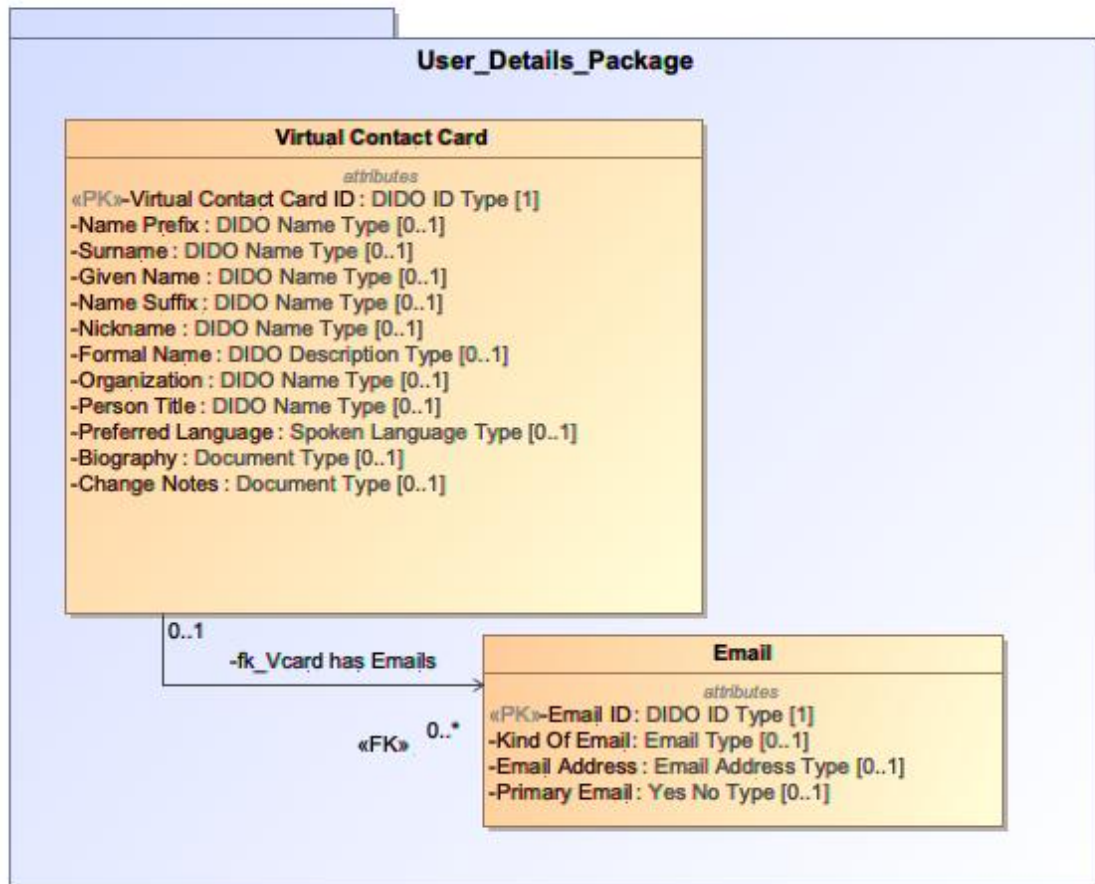 User_Details_Package
Virtual Contact Card
attributes
«PK»-Virtual Contact Card ID : DIDO ID Type [1]
-Name Prefix : DIDO Name Type [0..1]
-Surname : DIDO Name Type [0..1]
-Given Name : DIDO Name Type [0..1]
-Name Suffix : DIDO Name Type [0..1]
-Nickname : DIDO Name Type [0..1]
-Formal Name : DIDO Description Type [0..1]
-Organization : DIDO Name Type [0..1]
-Person Title : DIDO Name Type [0..1]
-Preferred Language : Spoken Language Type [0..1]
-Biography : Document Type [0..1]
-Change Notes : Document Type [0..1]
0..1
-fk_Vcard has Emails
«FK» 0..*
Email
attributes
«PK»-Email ID : DIDO ID Type [1]
-Kind Of Email : Email Type [0..1]
-Email Address : Email Address Type [0..1]
-Primary Email : Yes No Type [0..1]